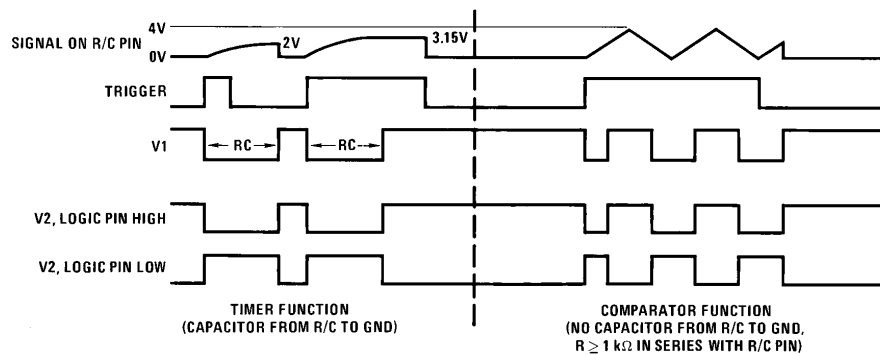 4V
SIGNAL ON R/C PIN
2V
3.15V
0V
TRIGGER
V1
RC
RC
V2, LOGIC PIN HIGH
V2, LOGIC PIN LOW
TIMER FUNCTION
(CAPACITOR FROM R/C TO GND)
COMPARATOR FUNCTION
(NO CAPACITOR FROM R/C TO GND,
R ≥ 1 kΩ IN SERIES WITH R/C PIN)